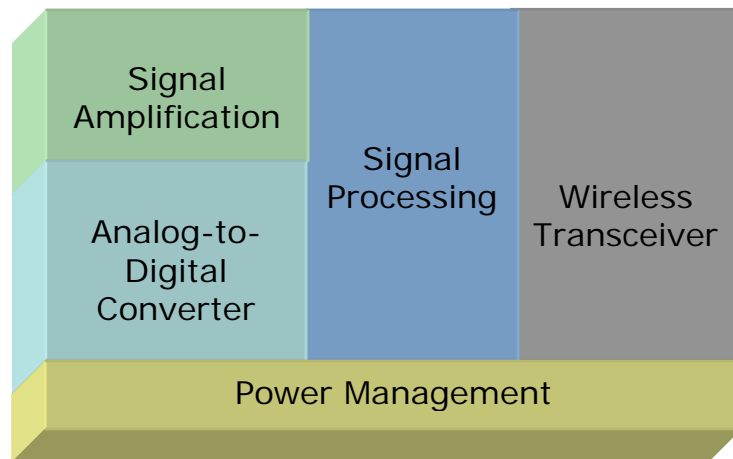 Signal
Amplification
Analog-to-
Digital
Converter
Signal
Processing
Wireless
Transceiver
Power Management